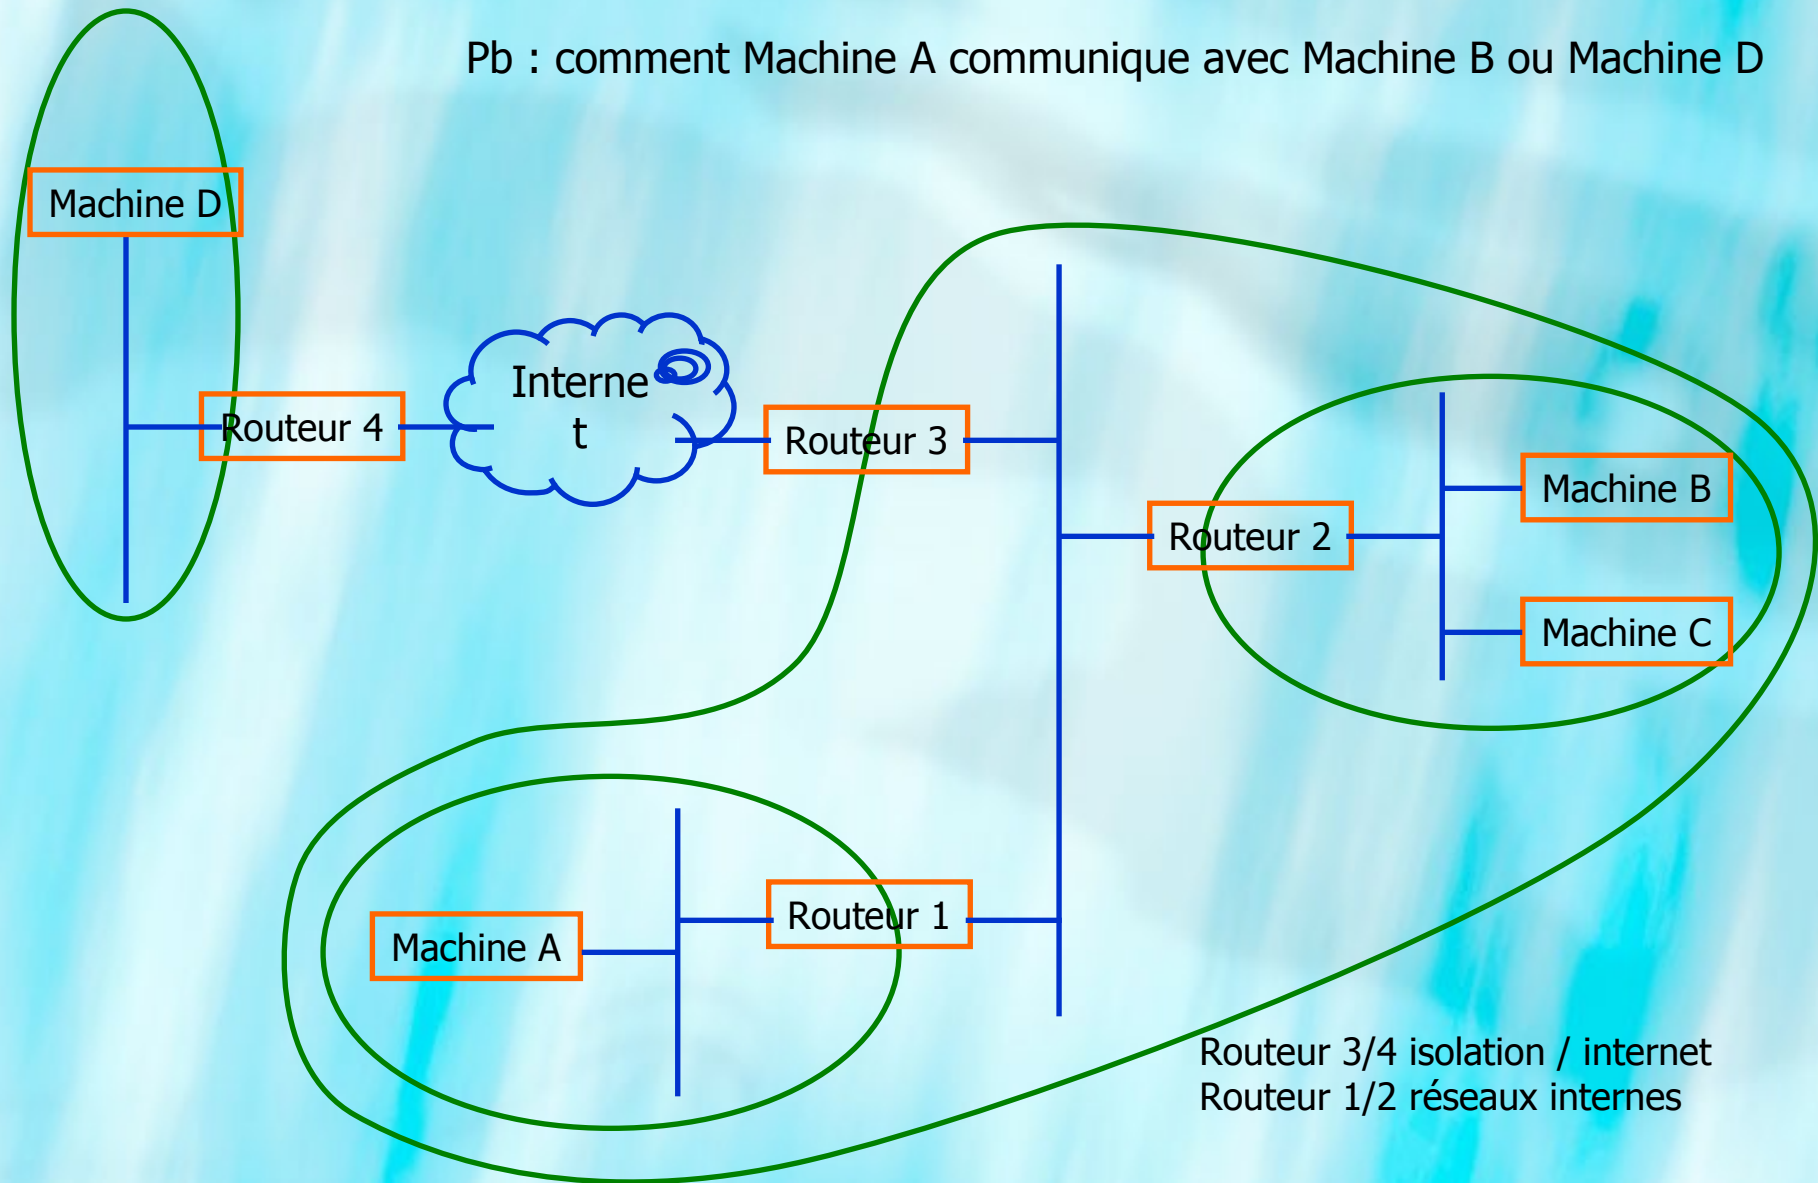 Pb : comment Machine A communique avec Machine B ou Machine D
Machine D
Interne
t
Routeur 4
Routeur 3
Machine B
Routeur 2
Machine C
Routeur 1
Machine A
Routeur 3/4 isolation / internet
Routeur 1/2 réseaux internes